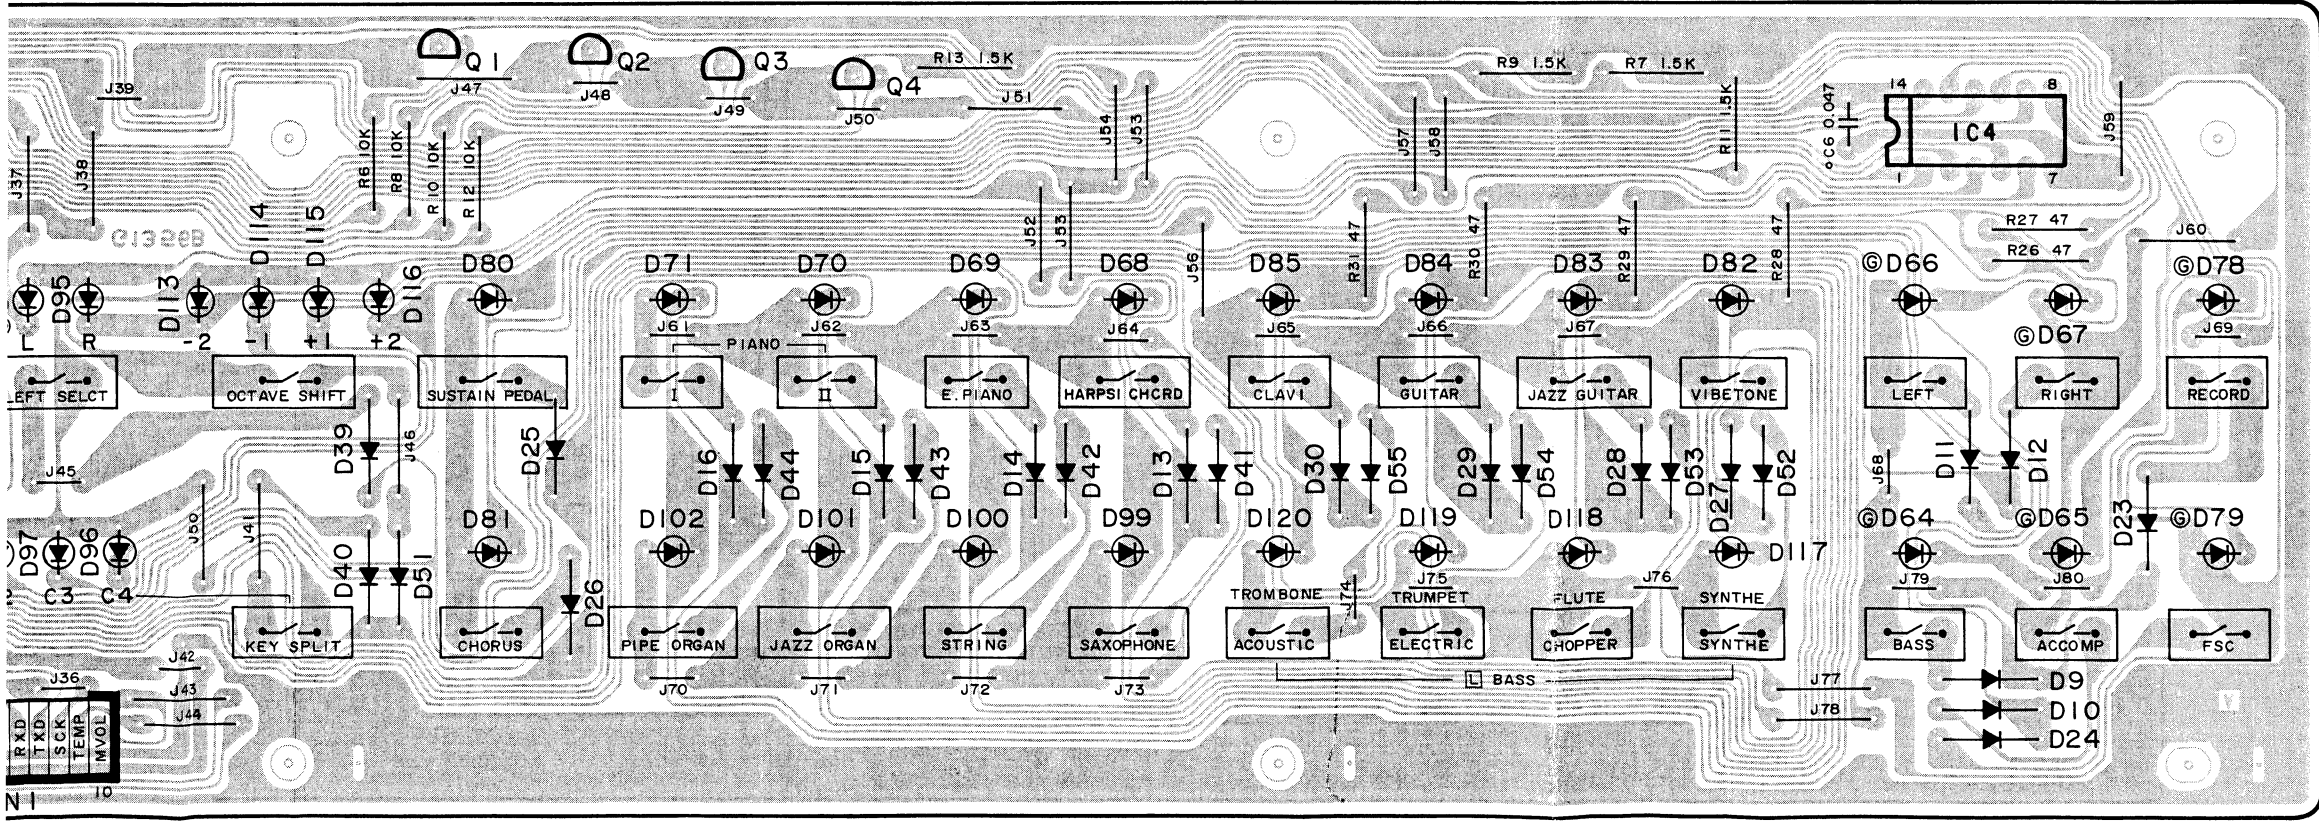 Q1
Q2
Q3
Q4
R13 1.5K
R9 1.5K
R7 1.5K
J39
J47
J48
J49
J50
J51
J54
J53
J57
J58
R11 1.5K
C6 0.047
14
8
IC4
1
7
J59
J37
J38
R6 10K
R8 10K
R10 10K
R12 10K
G1356B
D114
D115
J52
J53
J56
R31 47
R30 47
R29 47
R28 47
R27 47
R26 47
J60
D95
D113
D116
D80
D71
D70
D69
D68
D85
D84
D83
D82
G D66
G D78
J61
J62
J63
J64
J65
J66
J67
G D67
J69
L
R
-2
-1
+1
+2
PIANO
LEFT SELCT
OCTAVE SHIFT
SUSTAIN PEDAL
I
II
E.PIANO
HARPSI CHCRD
CLAVI
GUITAR
JAZZ GUITAR
VIBETONE
LEFT
RIGHT
RECORD
D39
J46
D25
D16
D44
D15
D43
D14
D42
D13
D41
D30
D55
D29
D54
D28
D53
D27
D52
J68
D11
D12
J45
J50
J41
D81
D102
D101
D100
D99
D120
D119
D118
D117
G D64
G D65
D23
G D79
D97
D96
D40
D51
D26
J74
J75
J76
J79
J80
C3
C4
TROMBONE
TRUMPET
FLUTE
SYNTHE
KEY SPLIT
CHORUS
PIPE ORGAN
JAZZ ORGAN
STRING
SAXOPHONE
ACOUSTIC
ELECTRIC
CHOPPER
SYNTHE
BASS
ACCOMP
FSC
J42
J36
J43
J44
J70
J71
J72
J73
L BASS
J77
J78
D9
D10
D24
RXD
TXD
SCK
TEMP
MVOL
10
N1
V